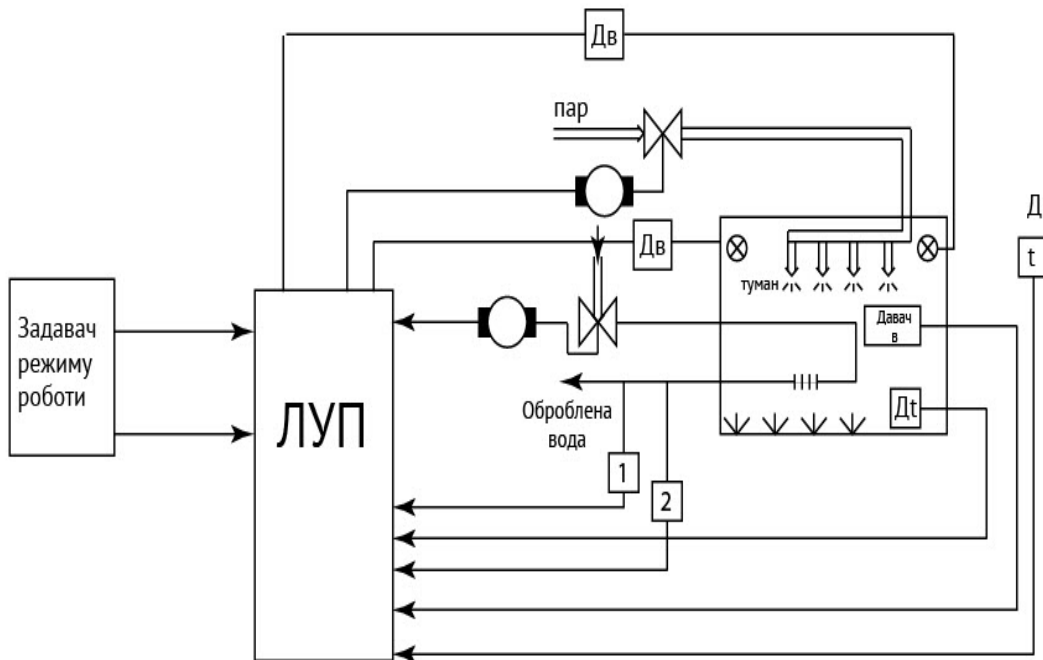 Дв
пар
Дв
Д
t
туман
Давач
в
Задавач
режиму
роботи
ЛУП
Оброблена
вода
Дt
1
2